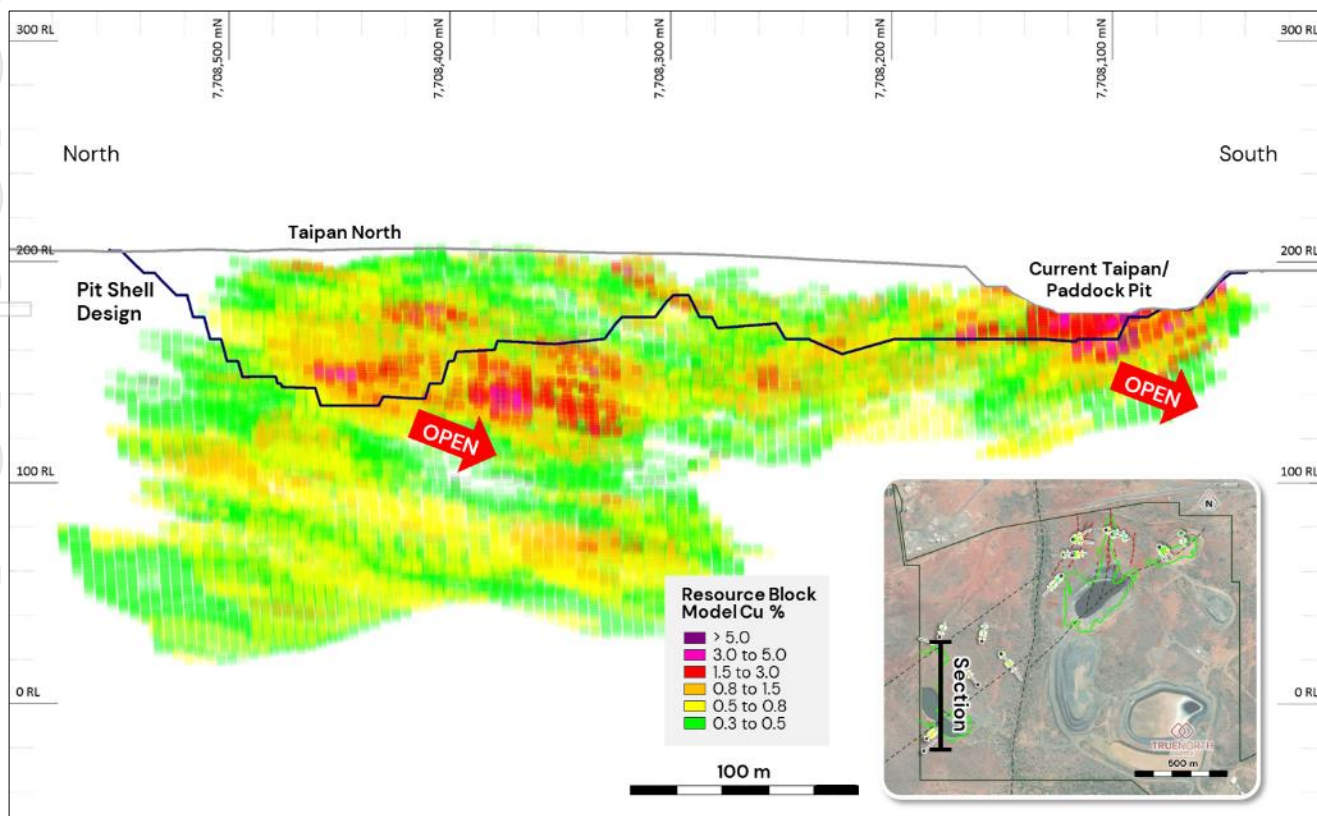 300 RL
7,708,500 mN
7,708,400 mN
7,708,300 mN
7,708,200 mN
7,708,100 mN
300 RL
North
South
Taipan North
200 RL
200 RL
Pit Shell
Design
Current Taipan/
Paddock Pit
OPEN
OPEN
100 RL
100 RL
Resource Block
Model Cu %
> 5.0
3.0 to 5.0
1.5 to 3.0
0.8 to 1.5
0.5 to 0.8
0.3 to 0.5
0 RL
0 RL
100 m
N
Section
TRUENORTH
500 m